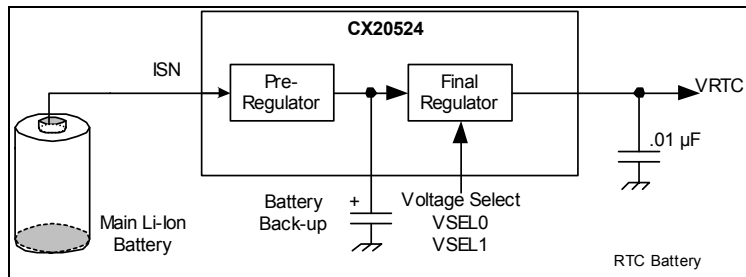 CX20524
ISN
Pre-
Regulator
Final
Regulator
VRTC
.01 µF
Main Li-Ion
Battery
Battery
Back-up
+
Voltage Select
VSEL0
VSEL1
RTC Battery